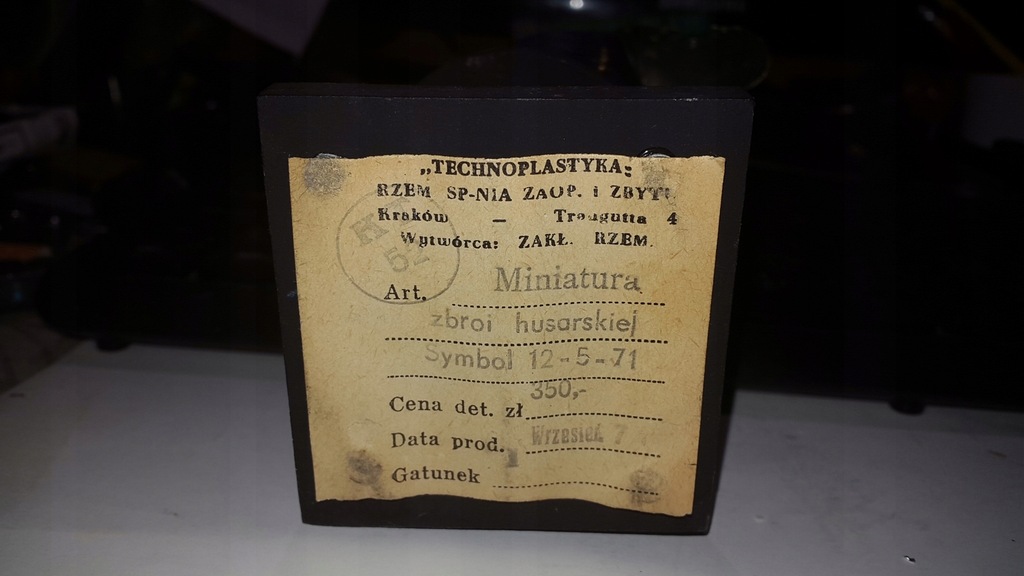 „TECHNOPLASTYKA"
RZEM SP-NIA ZAOP. I ZBYTU
Kraków — Traugutta 4
Wytwórca: ZAKŁ. RZEM.
Art. Miniatura
zbroi husarskiej
Symbol 12-5-71
350,-
Cena det. zł
Data prod. Wrzesień 7
Gatunek